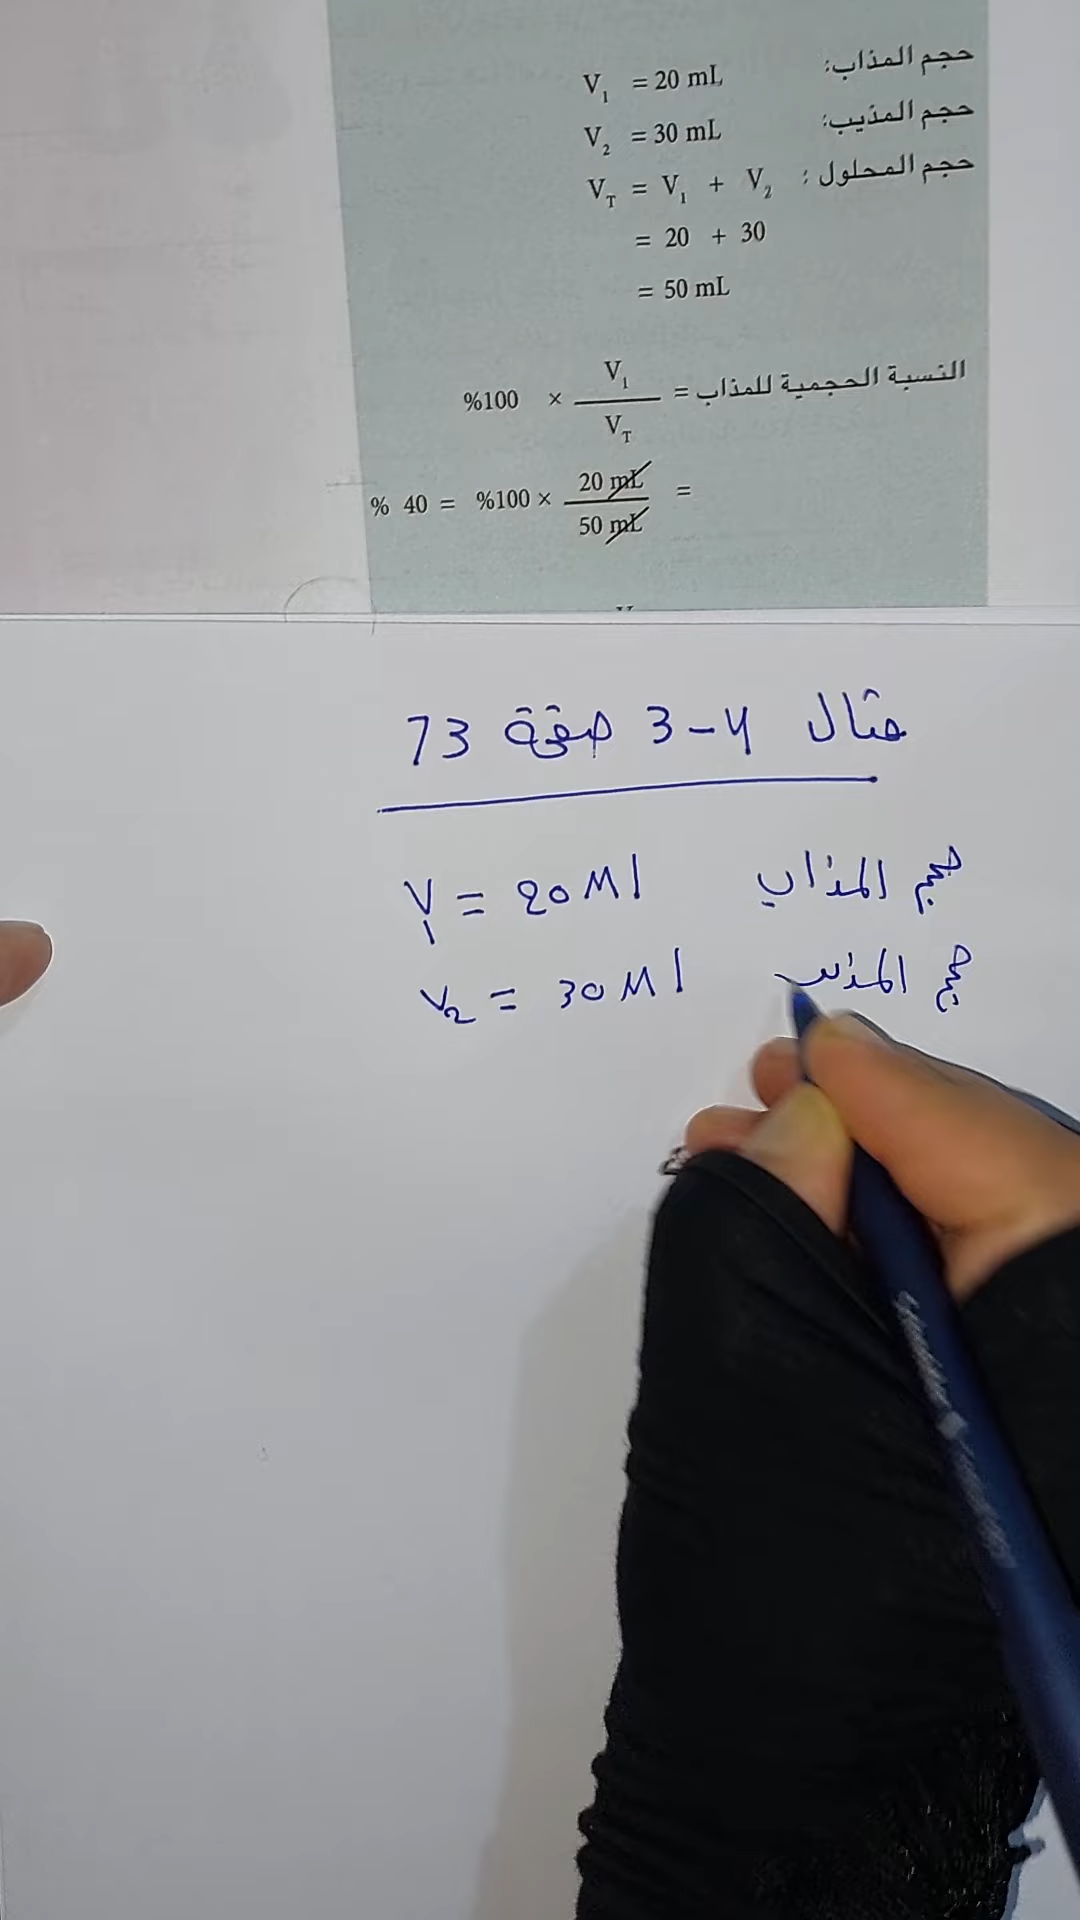 حجم المذاب: V₁ = 20 mL
حجم المذيب: V₂ = 30 mL
حجم المحلول : V_T = V₁ + V₂
= 20 + 30
= 50 mL
النسبة الحجمية للمذاب = V₁ / V_T × %100
= 20 mL / 50 mL × %100 = 40 %
مثال 4-3 صفحة 73
حجم المذاب V₁ = 20 Ml
حجم V₂ = 30 Ml